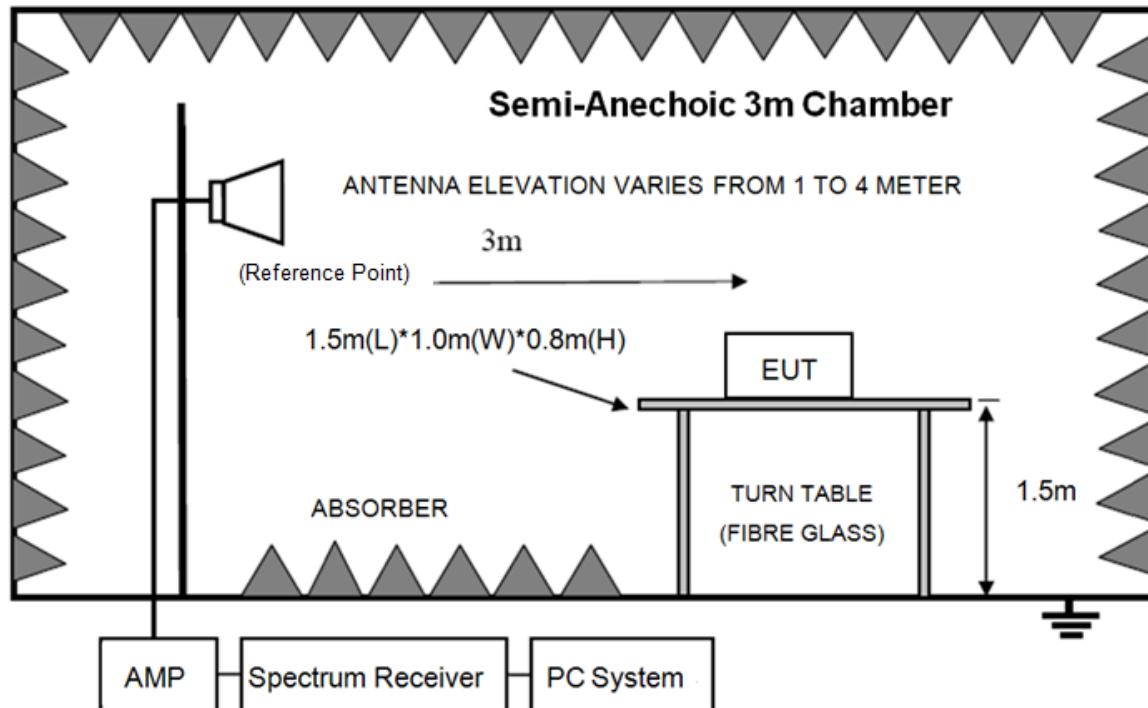 Semi-Anechoic 3m Chamber
ANTENNA ELEVATION VARIES FROM 1 TO 4 METER
3m
(Reference Point)
1.5m(L)*1.0m(W)*0.8m(H)
EUT
1.5m
TURN TABLE
(FIBRE GLASS)
ABSORBER
AMP
Spectrum Receiver
PC System